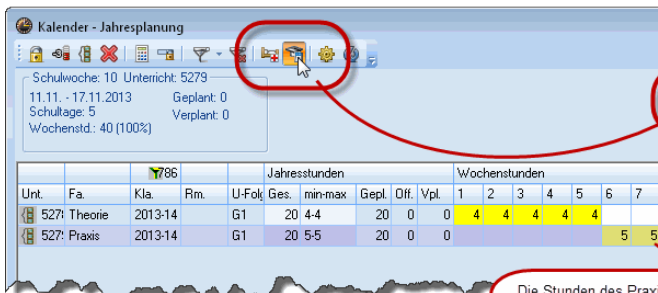 Kalender - Jahresplanung
Schulwoche: 10 Unterricht: 5279
11.11. - 17.11.2013 Geplant: 0
Schultage: 5 Verplant: 0
Wochenstd.: 40 (100%)
786 Jahresstunden Wochenstunden
Unt. Fa. Kla. Rm. U-Folg Ges. min-max Gepl. Off. Vpl. 1 2 3 4 5 6 7
527 Theorie 2013-14 G1 20 4-4 20 0 0 4 4 4 4 4
527 Praxis 2013-14 G1 20 5-5 20 0 0 5 5
Die Stunden des Praxi